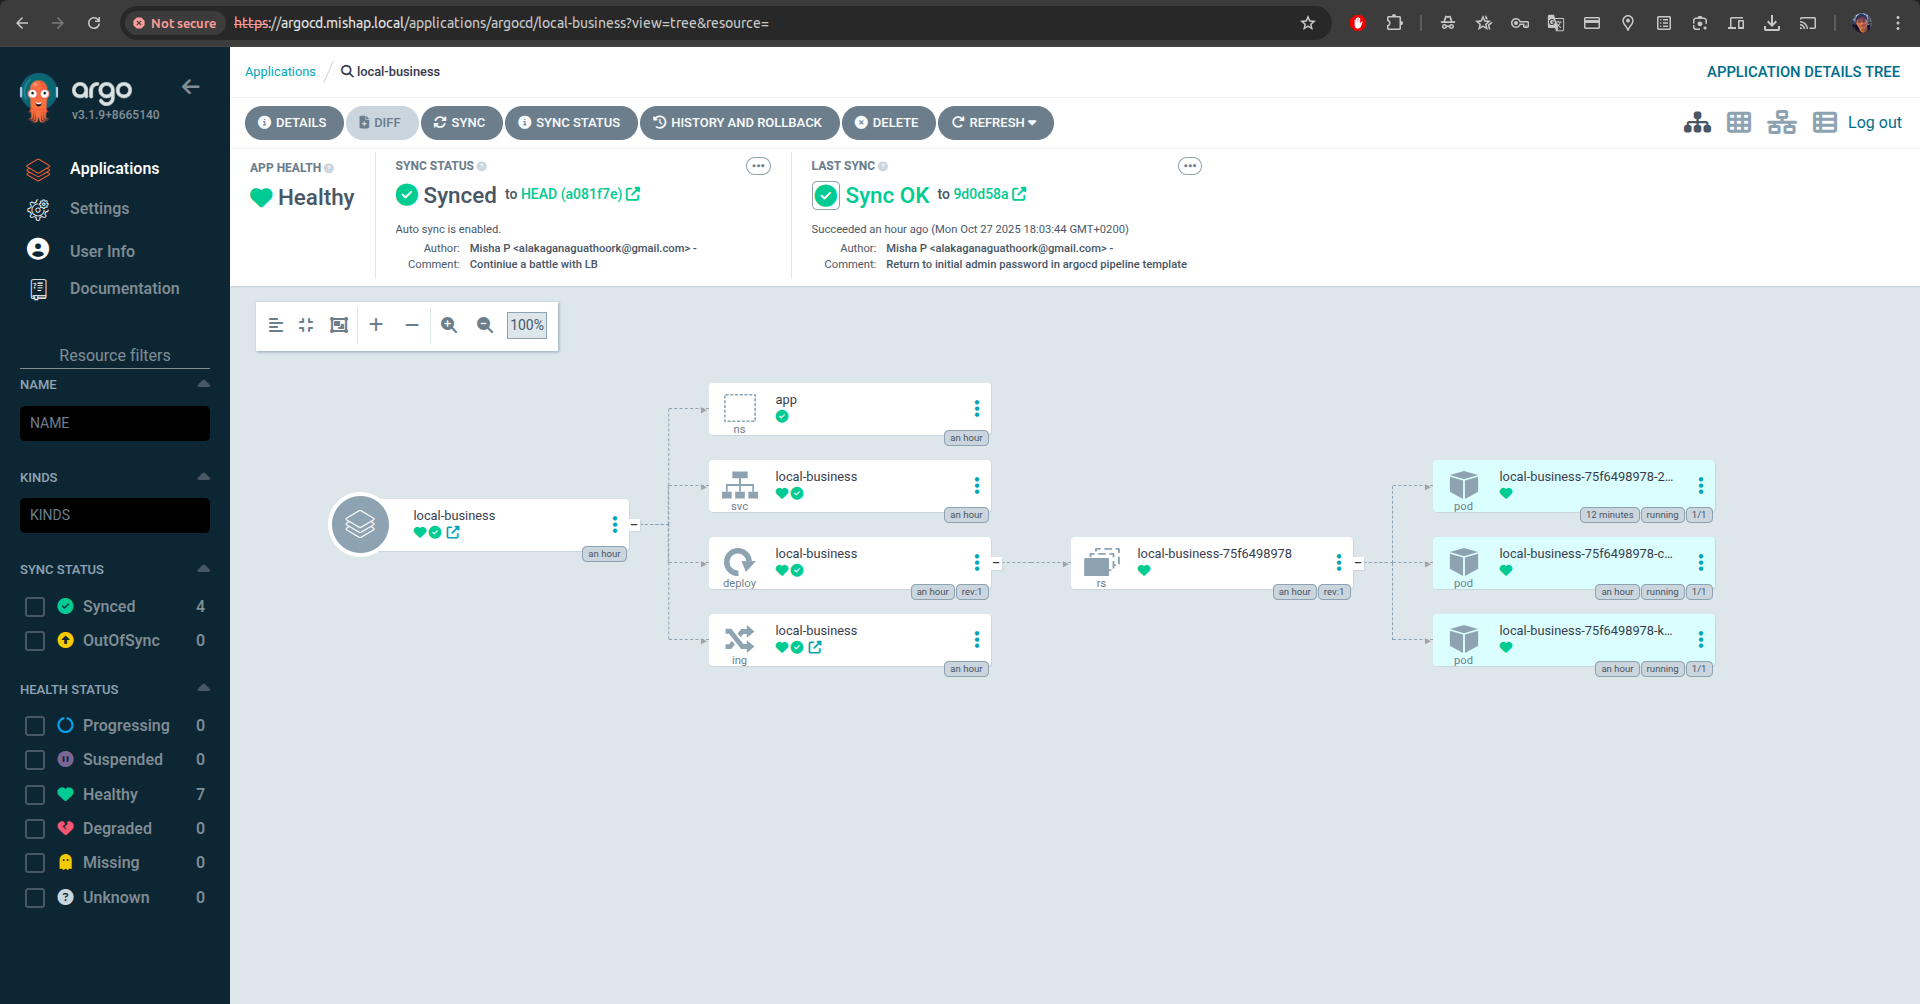 Not secure https://argocd.mishap.local/applications/argocd/local-business?view=tree&resource=
argo
v3.1.9+8665140
Applications
Settings
User Info
Documentation
Resource filters
NAME
NAME
KINDS
KINDS
SYNC STATUS
Synced 4
OutOfSync 0
HEALTH STATUS
Progressing 0
Suspended 0
Healthy 7
Degraded 0
Missing 0
Unknown 0
Applications / local-business
APPLICATION DETAILS TREE
DETAILS DIFF SYNC SYNC STATUS HISTORY AND ROLLBACK DELETE REFRESH
Log out
APP HEALTH
Healthy
SYNC STATUS
Synced to HEAD (a081f7e)
Auto sync is enabled.
Author: Misha P <alakaganaguathoork@gmail.com> -
Comment: Continiue a battle with LB
LAST SYNC
Sync OK to 9d0d58a
Succeeded an hour ago (Mon Oct 27 2025 18:03:44 GMT+0200)
Author: Misha P <alakaganaguathoork@gmail.com> -
Comment: Return to initial admin password in argocd pipeline template
100%
local-business
an hour
app
ns
an hour
local-business
svc
an hour
local-business
deploy
an hour rev:1
local-business
ing
an hour
local-business-75f6498978
rs
an hour rev:1
local-business-75f6498978-2...
pod
12 minutes running 1/1
local-business-75f6498978-c...
pod
an hour running 1/1
local-business-75f6498978-k...
pod
an hour running 1/1